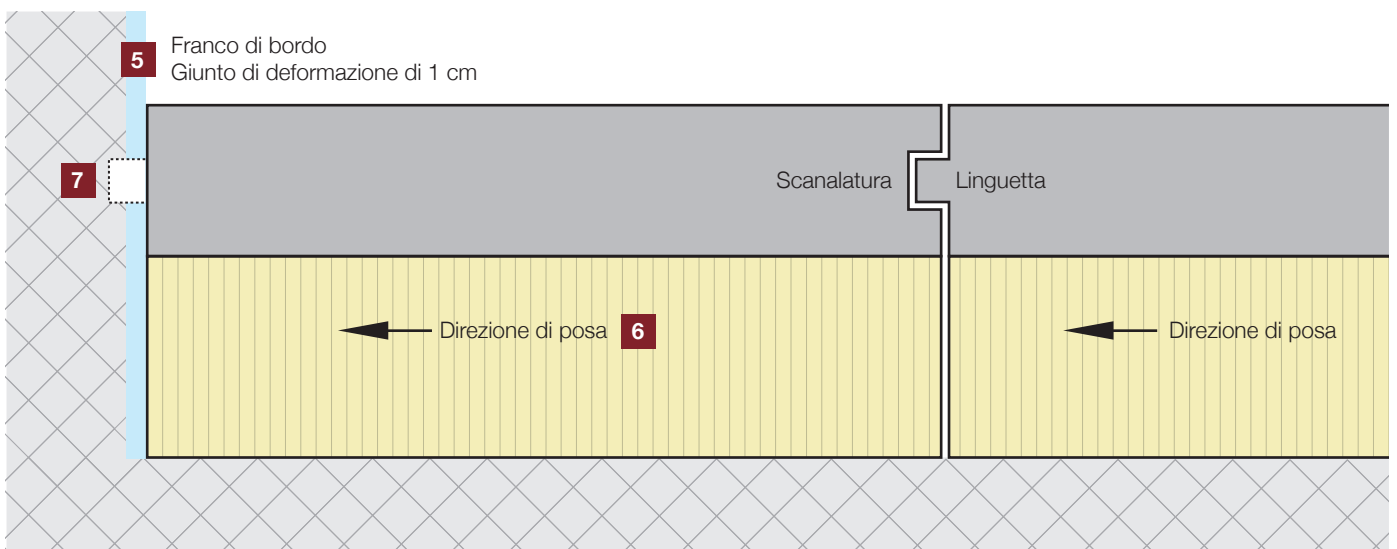 5
Franco di bordo
Giunto di deformazione di 1 cm
7
Scanalatura
Linguetta
Direzione di posa 6
Direzione di posa